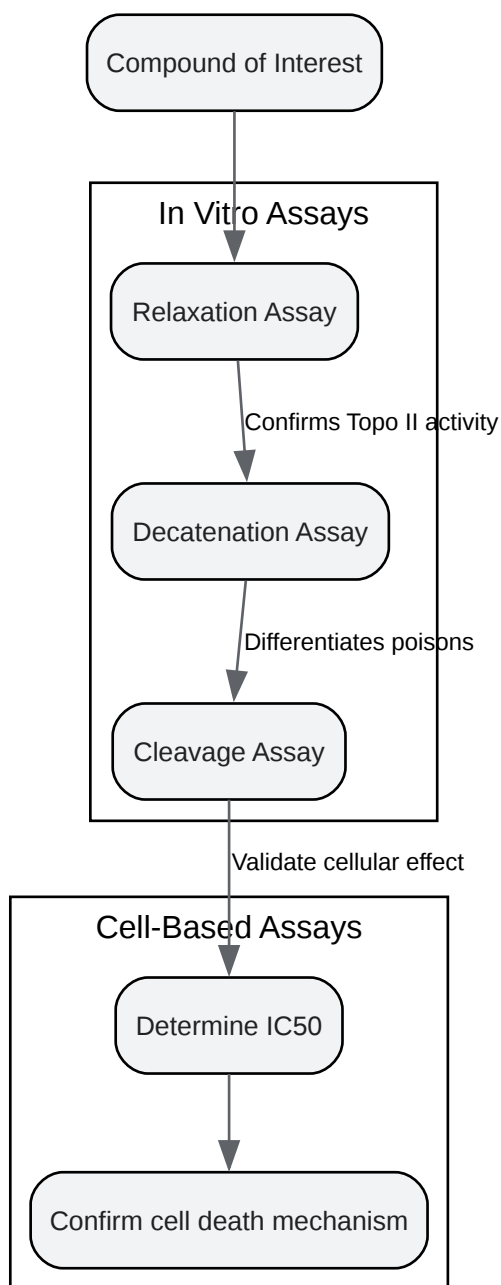 Compound of Interest
In Vitro Assays
Relaxation Assay
Confirms Topo II activity
Decatenation Assay
Differentiates poisons
Cleavage Assay
Validate cellular effect
Cell-Based Assays
Determine IC50
Confirm cell death mechanism